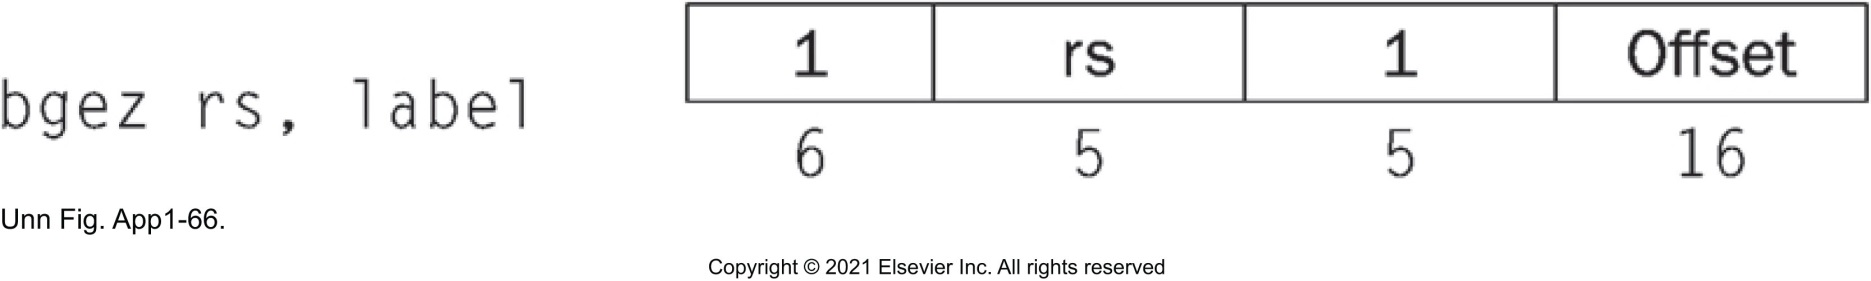 1 rs 1 Offset
bgez rs, label
6 5 5 16
Unn Fig. App1-66.
Copyright © 2021 Elsevier Inc. All rights reserved